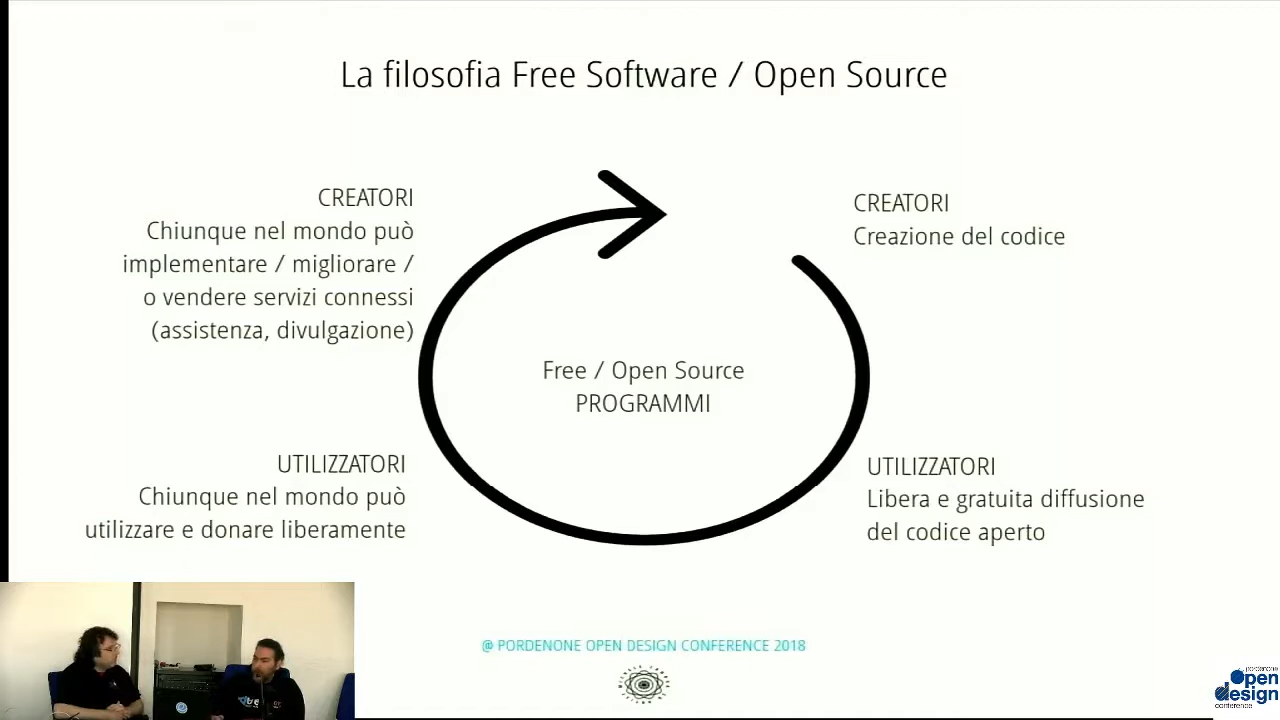 La filosofia Free Software / Open Source
CREATORI
Chiunque nel mondo può
implementare / migliorare /
o vendere servizi connessi
(assistenza, divulgazione)
CREATORI
Creazione del codice
Free / Open Source
PROGRAMMI
UTILIZZATORI
Chiunque nel mondo può
utilizzare e donare liberamente
UTILIZZATORI
Libera e gratuita diffusione
del codice aperto
@ PORDENONE OPEN DESIGN CONFERENCE 2018
pordenone
open
design
conference